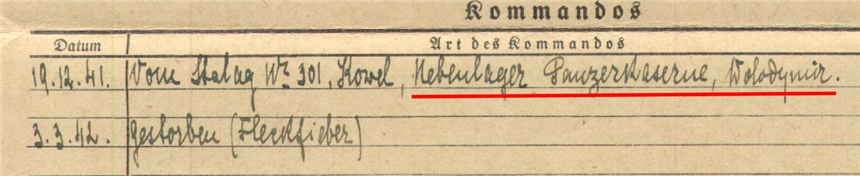 Kommandos
Datum Art des Kommandos
19.12.41. Vom Stalag Nr. 301, Kowel, Nebenlager Panzerkaserne, Wolodymir.
3.3.42. Gestorben (Fleckfieber)